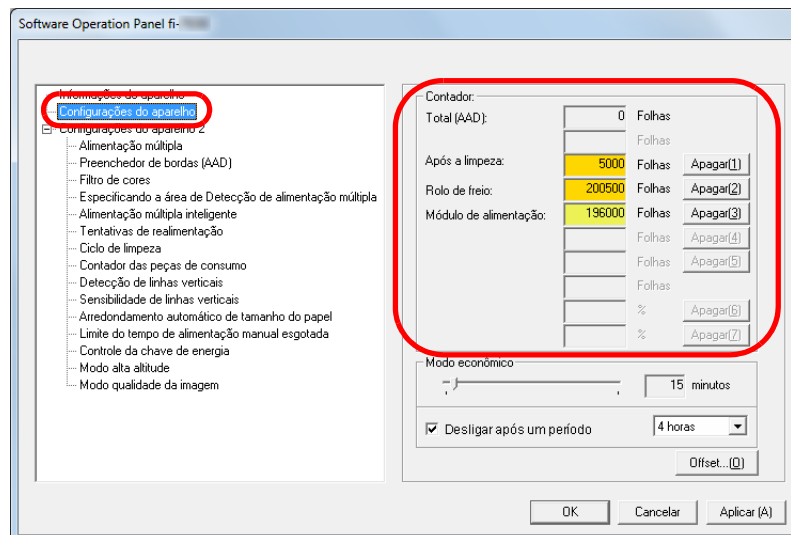 Software Operation Panel fi-
Informações do aparelho
Configurações do aparelho
Configurações do aparelho 2
Alimentação múltipla
Preenchedor de bordas (AAD)
Filtro de cores
Especificando a área de Detecção de alimentação múltipla
Alimentação múltipla inteligente
Tentativas de realimentação
Ciclo de limpeza
Contador das peças de consumo
Detecção de linhas verticais
Sensibilidade de linhas verticais
Arredondamento automático de tamanho do papel
Limite do tempo de alimentação manual esgotada
Controle da chave de energia
Modo alta altitude
Modo qualidade da imagem
Contador:
Total (AAD): 0 Folhas
Folhas
Após a limpeza: 5000 Folhas Apagar(1)
Rolo de freio: 200500 Folhas Apagar(2)
Módulo de alimentação: 196000 Folhas Apagar(3)
Folhas Apagar(4)
Folhas Apagar(5)
Folhas
% Apagar(6)
% Apagar(7)
Modo econômico
15 minutos
Desligar após um período 4 horas
Offset...(O)
OK Cancelar Aplicar (A)